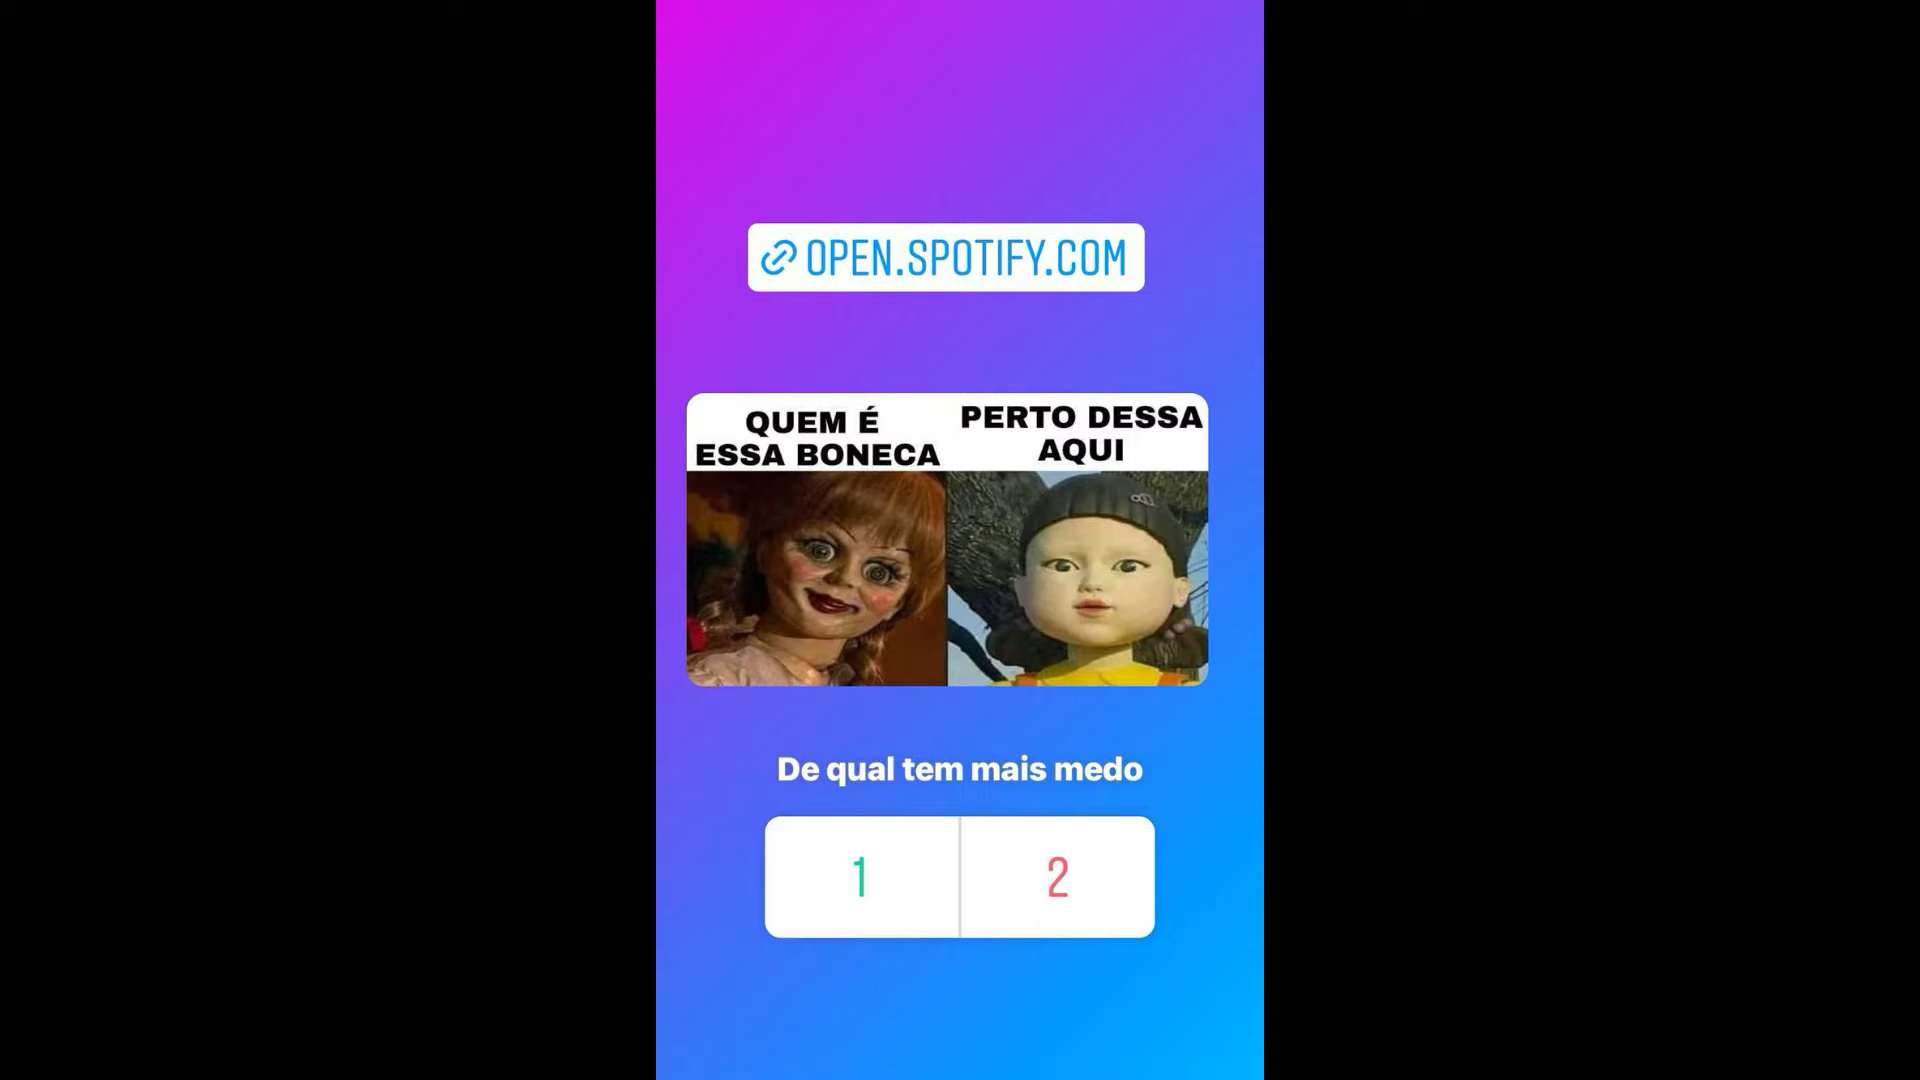 OPEN.SPOTIFY.COM
QUEM É
ESSA BONECA
PERTO DESSA
AQUI
De qual tem mais medo
1
2